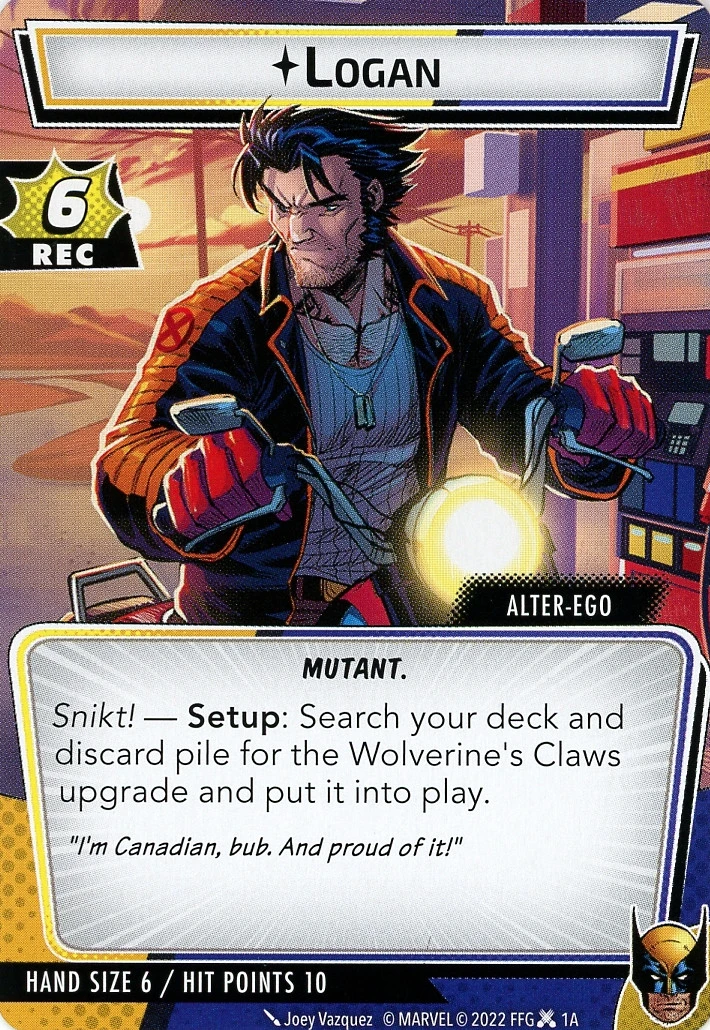 Logan
6
REC
ALTER-EGO
MUTANT.
Snikt! — Setup: Search your deck and
discard pile for the Wolverine's Claws
upgrade and put it into play.
"I'm Canadian, bub. And proud of it!"
HAND SIZE 6 / HIT POINTS 10
Joey Vazquez © MARVEL © 2022 FFG 1A